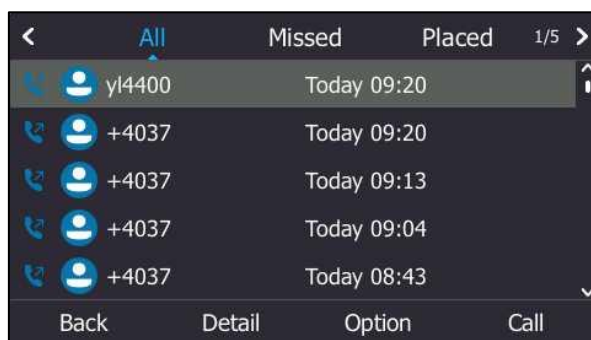 All Missed Placed 1/5
yl4400 Today 09:20
+4037 Today 09:20
+4037 Today 09:13
+4037 Today 09:04
+4037 Today 08:43
Back Detail Option Call